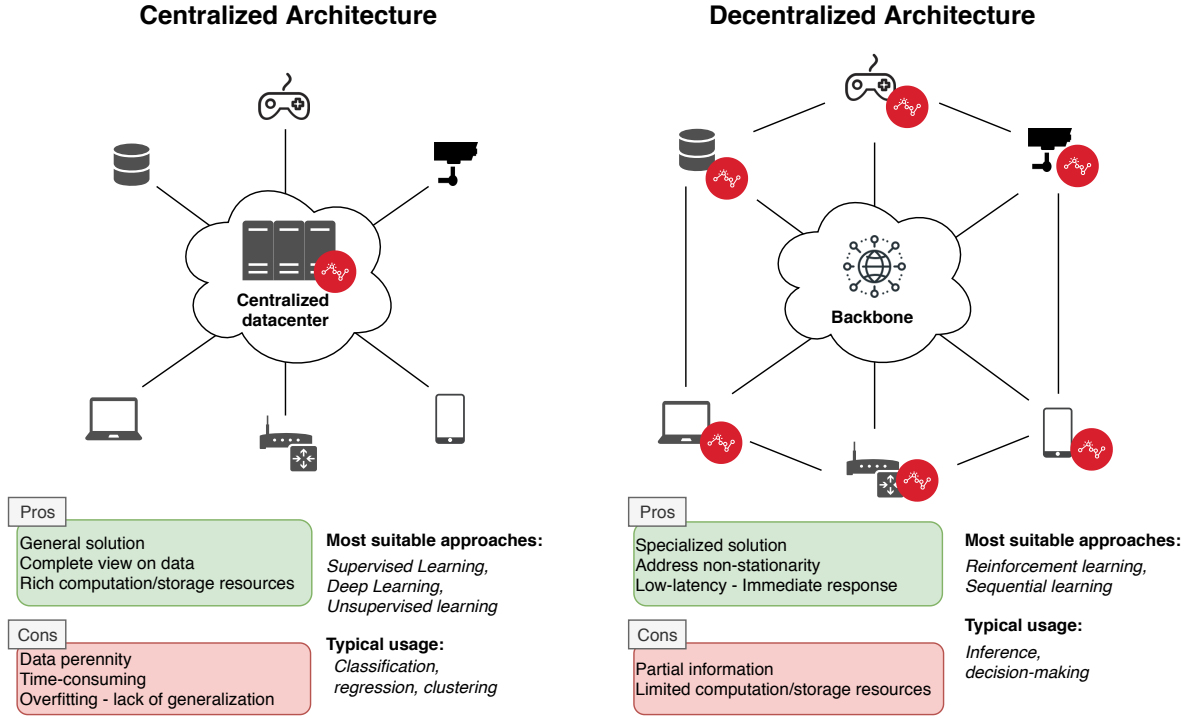 Centralized Architecture
Centralized
datacenter
Pros
General solution
Complete view on data
Rich computation/storage resources
Most suitable approaches:
Supervised Learning,
Deep Learning,
Unsupervised learning
Cons
Data perennity
Time-consuming
Overfitting - lack of generalization
Typical usage:
Classification,
regression, clustering
Decentralized Architecture
Backbone
Pros
Specialized solution
Address non-stationarity
Low-latency - Immediate response
Most suitable approaches:
Reinforcement learning,
Sequential learning
Cons
Partial information
Limited computation/storage resources
Typical usage:
Inference,
decision-making